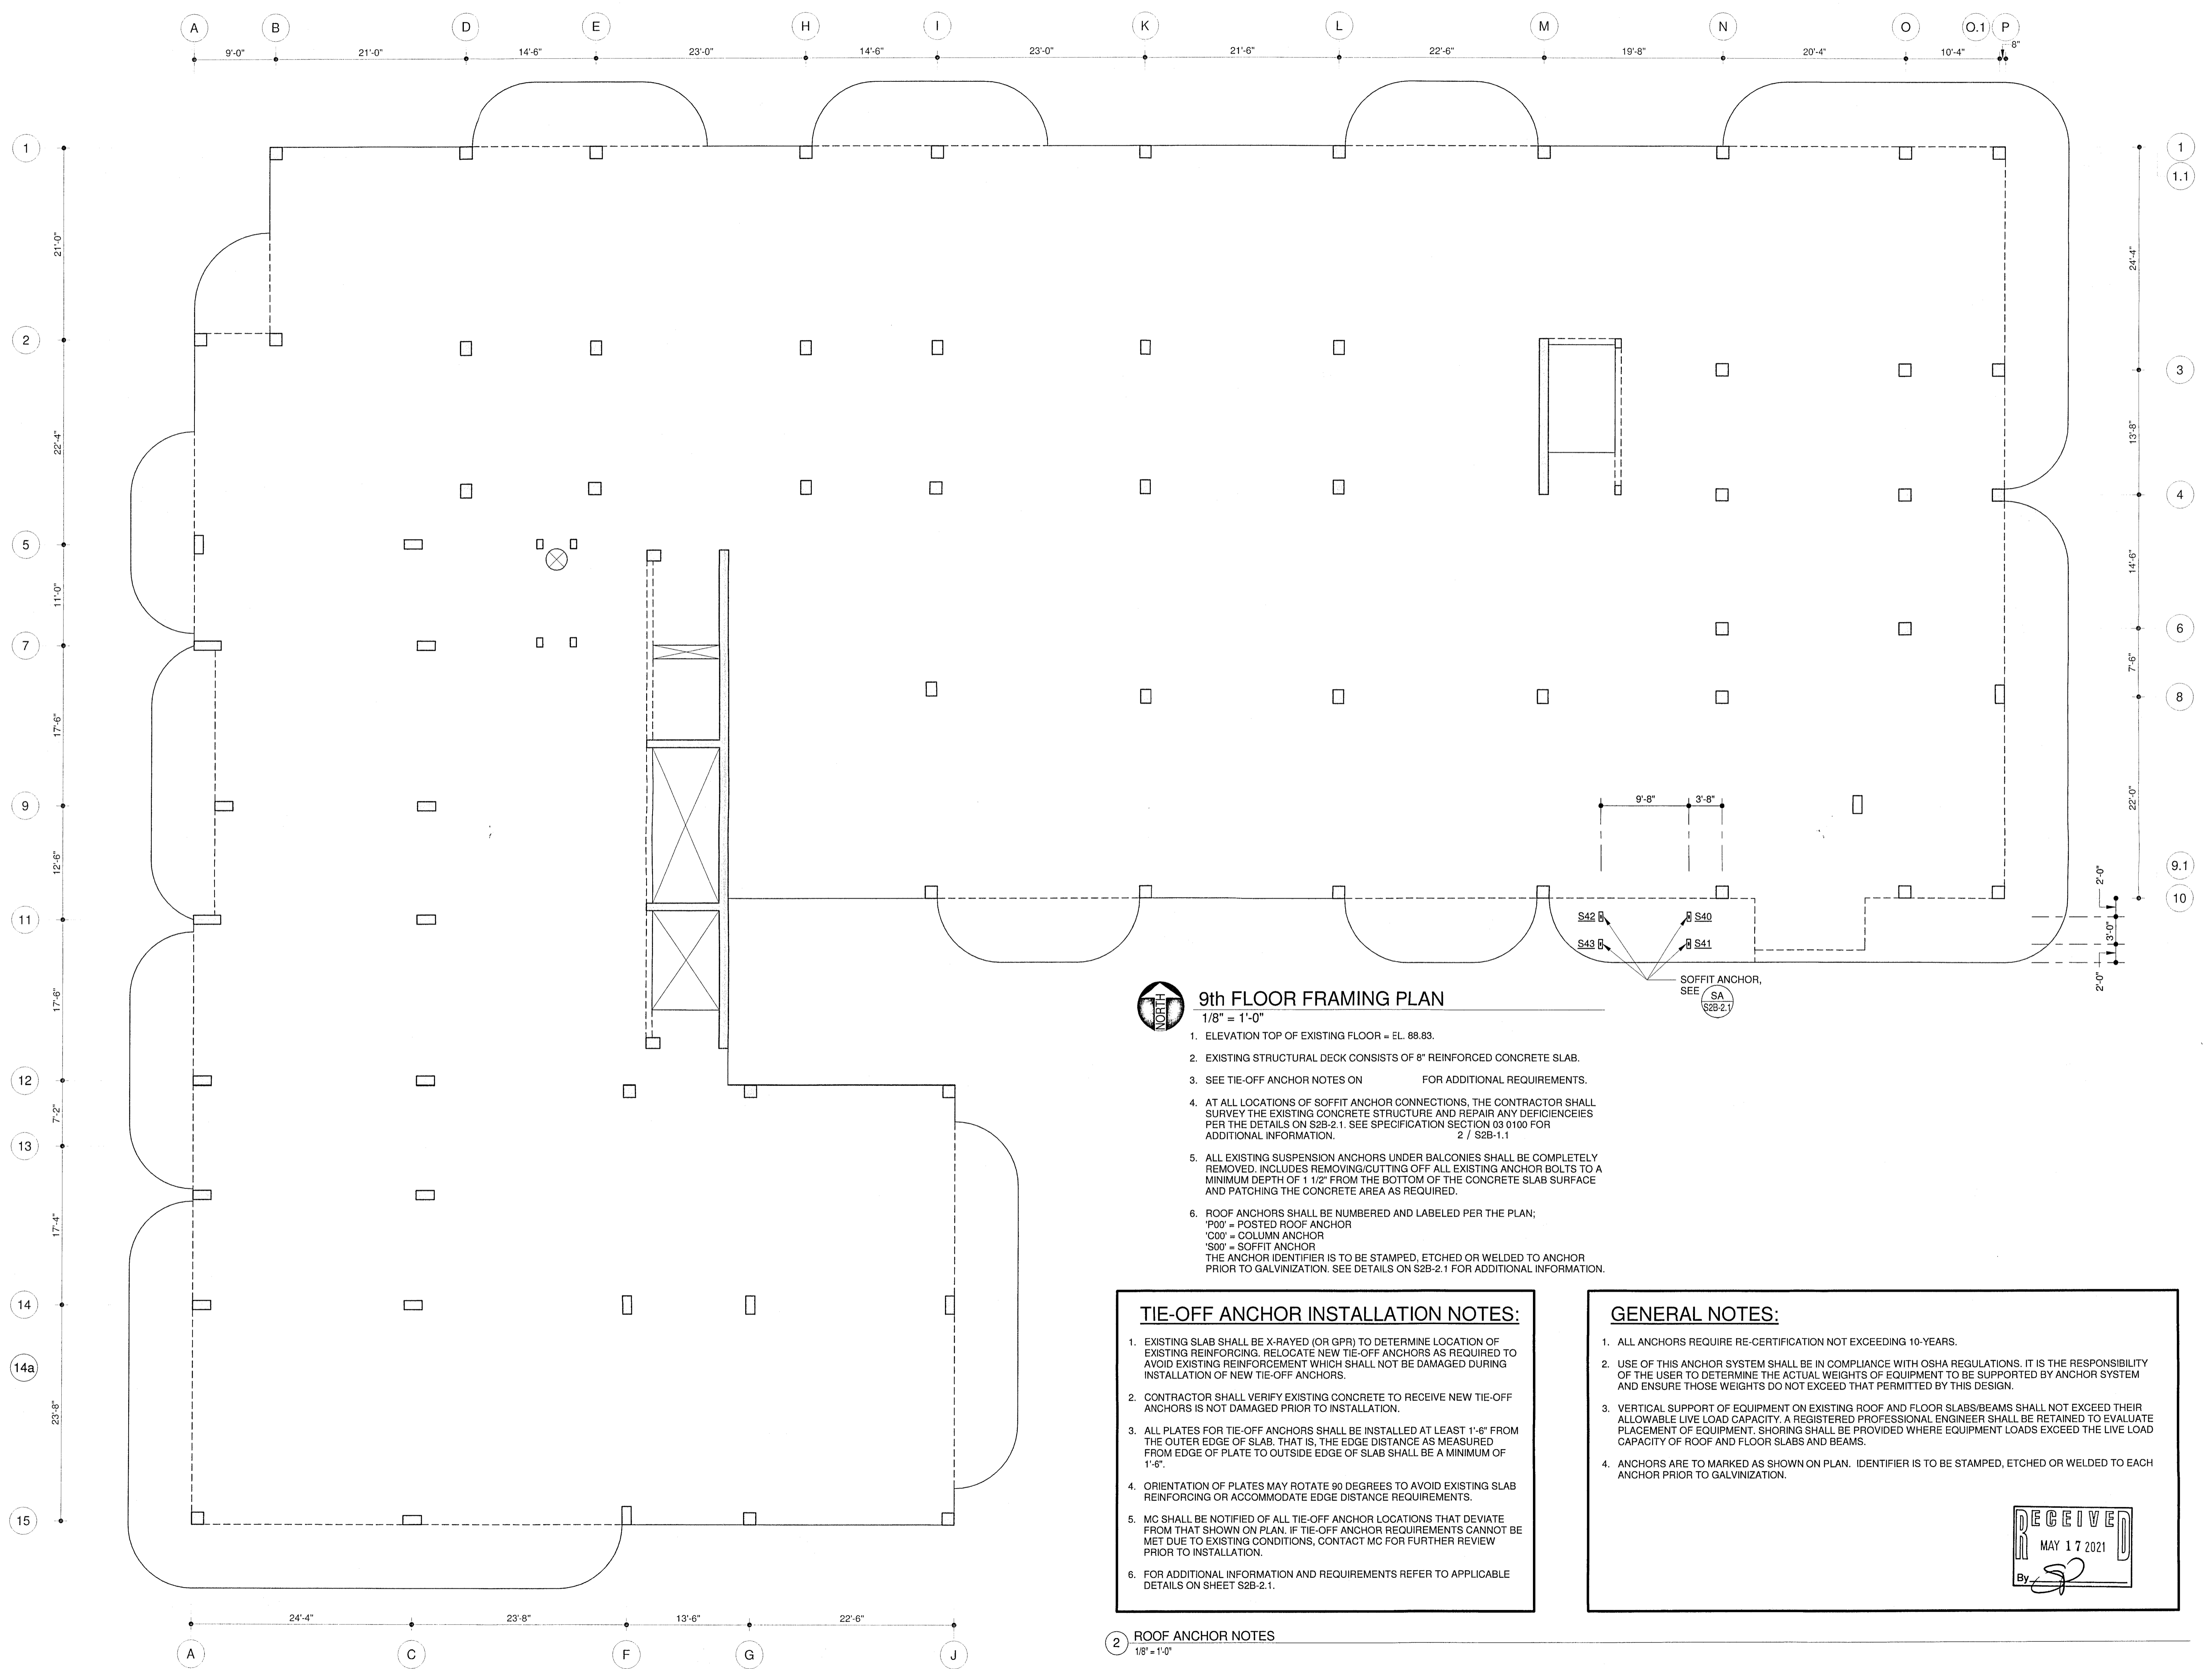 A B D E H I K L M N O O.1 P
9'-0" 21'-0" 14'-6" 23'-0" 14'-6" 23'-0" 21'-6" 22'-6" 19'-8" 20'-4" 10'-4" 8"
1
2
5
7
9
11
12
13
14
14a
15
21'-0"
22'-4"
11'-0"
17'-6"
12'-6"
17'-6"
7'-2"
17'-4"
23'-8"
1
1.1
3
4
6
8
9.1
10
24'-4"
13'-8"
14'-6"
7'-6"
22'-0"
2'-0"
3'-0"
2'-0"
9'-8" 3'-8"
S42 S40
S43 S41
SOFFIT ANCHOR,
SEE SA
S2B-2.1
NORTH
9th FLOOR FRAMING PLAN
1/8" = 1'-0"
1. ELEVATION TOP OF EXISTING FLOOR = EL. 88.83.
2. EXISTING STRUCTURAL DECK CONSISTS OF 8" REINFORCED CONCRETE SLAB.
3. SEE TIE-OFF ANCHOR NOTES ON FOR ADDITIONAL REQUIREMENTS.
4. AT ALL LOCATIONS OF SOFFIT ANCHOR CONNECTIONS, THE CONTRACTOR SHALL
SURVEY THE EXISTING CONCRETE STRUCTURE AND REPAIR ANY DEFICIENCEIES
PER THE DETAILS ON S2B-2.1. SEE SPECIFICATION SECTION 03 0100 FOR
ADDITIONAL INFORMATION. 2 / S2B-1.1
5. ALL EXISTING SUSPENSION ANCHORS UNDER BALCONIES SHALL BE COMPLETELY
REMOVED. INCLUDES REMOVING/CUTTING OFF ALL EXISTING ANCHOR BOLTS TO A
MINIMUM DEPTH OF 1 1/2" FROM THE BOTTOM OF THE CONCRETE SLAB SURFACE
AND PATCHING THE CONCRETE AREA AS REQUIRED.
6. ROOF ANCHORS SHALL BE NUMBERED AND LABELED PER THE PLAN;
'P00' = POSTED ROOF ANCHOR
'C00' = COLUMN ANCHOR
'S00' = SOFFIT ANCHOR
THE ANCHOR IDENTIFIER IS TO BE STAMPED, ETCHED OR WELDED TO ANCHOR
PRIOR TO GALVINIZATION. SEE DETAILS ON S2B-2.1 FOR ADDITIONAL INFORMATION.
TIE-OFF ANCHOR INSTALLATION NOTES:
1. EXISTING SLAB SHALL BE X-RAYED (OR GPR) TO DETERMINE LOCATION OF
EXISTING REINFORCING. RELOCATE NEW TIE-OFF ANCHORS AS REQUIRED TO
AVOID EXISTING REINFORCEMENT WHICH SHALL NOT BE DAMAGED DURING
INSTALLATION OF NEW TIE-OFF ANCHORS.
2. CONTRACTOR SHALL VERIFY EXISTING CONCRETE TO RECEIVE NEW TIE-OFF
ANCHORS IS NOT DAMAGED PRIOR TO INSTALLATION.
3. ALL PLATES FOR TIE-OFF ANCHORS SHALL BE INSTALLED AT LEAST 1'-6" FROM
THE OUTER EDGE OF SLAB. THAT IS, THE EDGE DISTANCE AS MEASURED
FROM EDGE OF PLATE TO OUTSIDE EDGE OF SLAB SHALL BE A MINIMUM OF
1'-6".
4. ORIENTATION OF PLATES MAY ROTATE 90 DEGREES TO AVOID EXISTING SLAB
REINFORCING OR ACCOMMODATE EDGE DISTANCE REQUIREMENTS.
5. MC SHALL BE NOTIFIED OF ALL TIE-OFF ANCHOR LOCATIONS THAT DEVIATE
FROM THAT SHOWN ON PLAN. IF TIE-OFF ANCHOR REQUIREMENTS CANNOT BE
MET DUE TO EXISTING CONDITIONS, CONTACT MC FOR FURTHER REVIEW
PRIOR TO INSTALLATION.
6. FOR ADDITIONAL INFORMATION AND REQUIREMENTS REFER TO APPLICABLE
DETAILS ON SHEET S2B-2.1.
GENERAL NOTES:
1. ALL ANCHORS REQUIRE RE-CERTIFICATION NOT EXCEEDING 10-YEARS.
2. USE OF THIS ANCHOR SYSTEM SHALL BE IN COMPLIANCE WITH OSHA REGULATIONS. IT IS THE RESPONSIBILITY
OF THE USER TO DETERMINE THE ACTUAL WEIGHTS OF EQUIPMENT TO BE SUPPORTED BY ANCHOR SYSTEM
AND ENSURE THOSE WEIGHTS DO NOT EXCEED THAT PERMITTED BY THIS DESIGN.
3. VERTICAL SUPPORT OF EQUIPMENT ON EXISTING ROOF AND FLOOR SLABS/BEAMS SHALL NOT EXCEED THEIR
ALLOWABLE LIVE LOAD CAPACITY. A REGISTERED PROFESSIONAL ENGINEER SHALL BE RETAINED TO EVALUATE
PLACEMENT OF EQUIPMENT. SHORING SHALL BE PROVIDED WHERE EQUIPMENT LOADS EXCEED THE LIVE LOAD
CAPACITY OF ROOF AND FLOOR SLABS AND BEAMS.
4. ANCHORS ARE TO MARKED AS SHOWN ON PLAN. IDENTIFIER IS TO BE STAMPED, ETCHED OR WELDED TO EACH
ANCHOR PRIOR TO GALVINIZATION.
RECEIVED
MAY 17 2021
By
24'-4" 23'-8" 13'-6" 22'-6"
A C F G J
2 ROOF ANCHOR NOTES
1/8" = 1'-0"